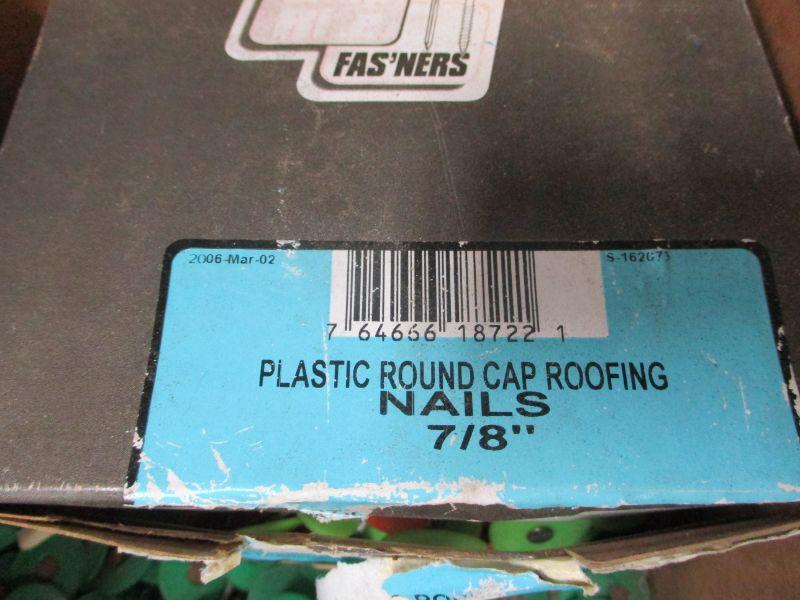 FAS'NERS
2006-Mar-02
7 64666 18722 1
PLASTIC ROUND CAP ROOFING
NAILS
7/8"